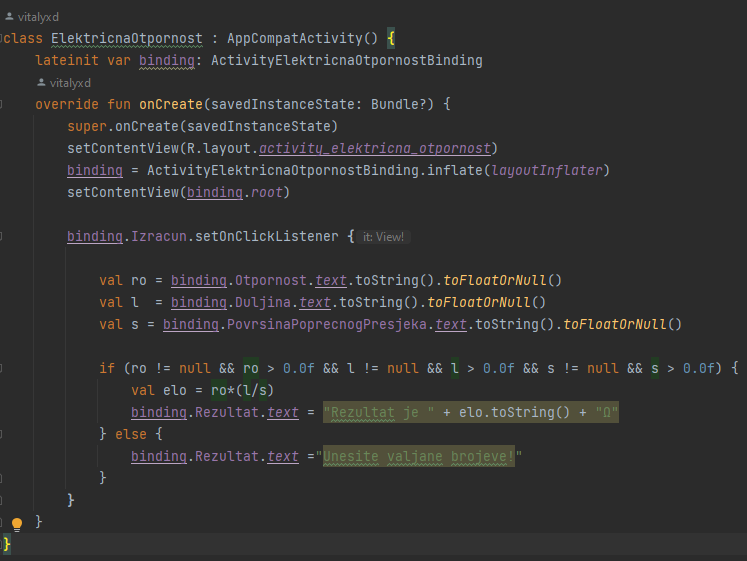 vitalyxd
class ElektricnaOtpornost : AppCompatActivity() {
    lateinit var binding: ActivityElektricnaOtpornostBinding
    vitalyxd
    override fun onCreate(savedInstanceState: Bundle?) {
        super.onCreate(savedInstanceState)
        setContentView(R.layout.activity_elektricna_otpornost)
        binding = ActivityElektricnaOtpornostBinding.inflate(layoutInflater)
        setContentView(binding.root)
        binding.Izracun.setOnClickListener { it: View!
            val ro = binding.Otpornost.text.toString().toFloatOrNull()
            val l  = binding.Duljina.text.toString().toFloatOrNull()
            val s = binding.PovrsinaPoprecnogPresjeka.text.toString().toFloatOrNull()
            if (ro != null && ro > 0.0f && l != null && l > 0.0f && s != null && s > 0.0f) {
                val elo = ro*(l/s)
                binding.Rezultat.text = "Rezultat je " + elo.toString() + "Ω"
            } else {
                binding.Rezultat.text ="Unesite valjane brojeve!"
            }
        }
    }
}